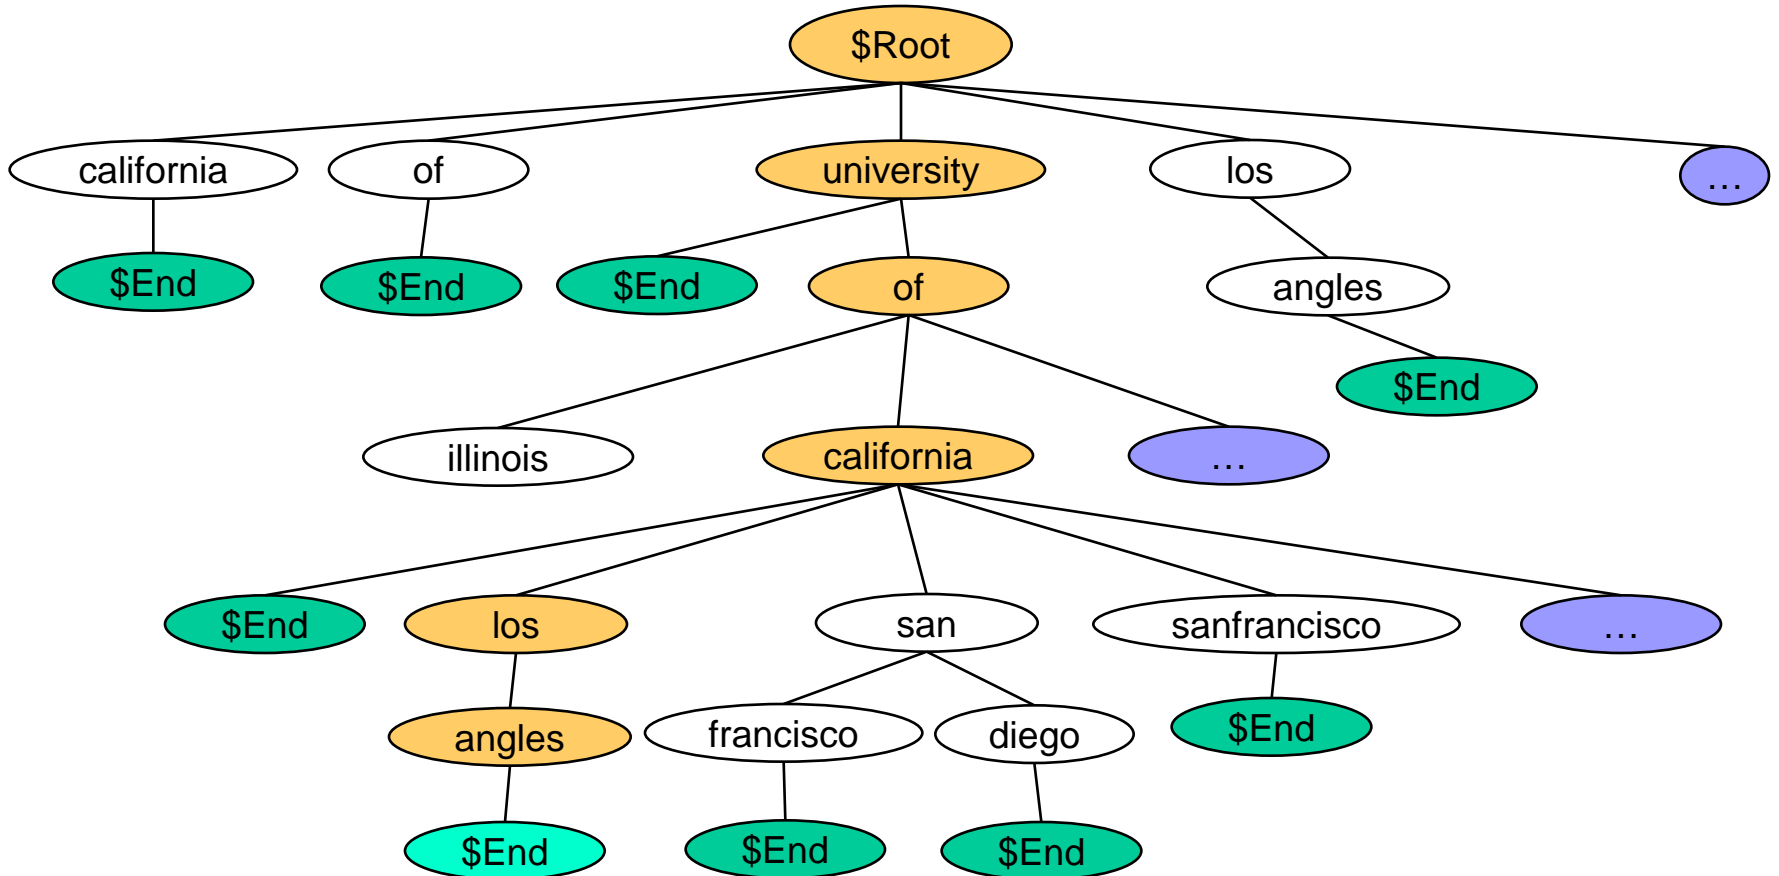 $Root
california of university los …
$End $End $End of angles
$End
illinois california …
$End los san sanfrancisco …
angles francisco diego $End
$End $End $End